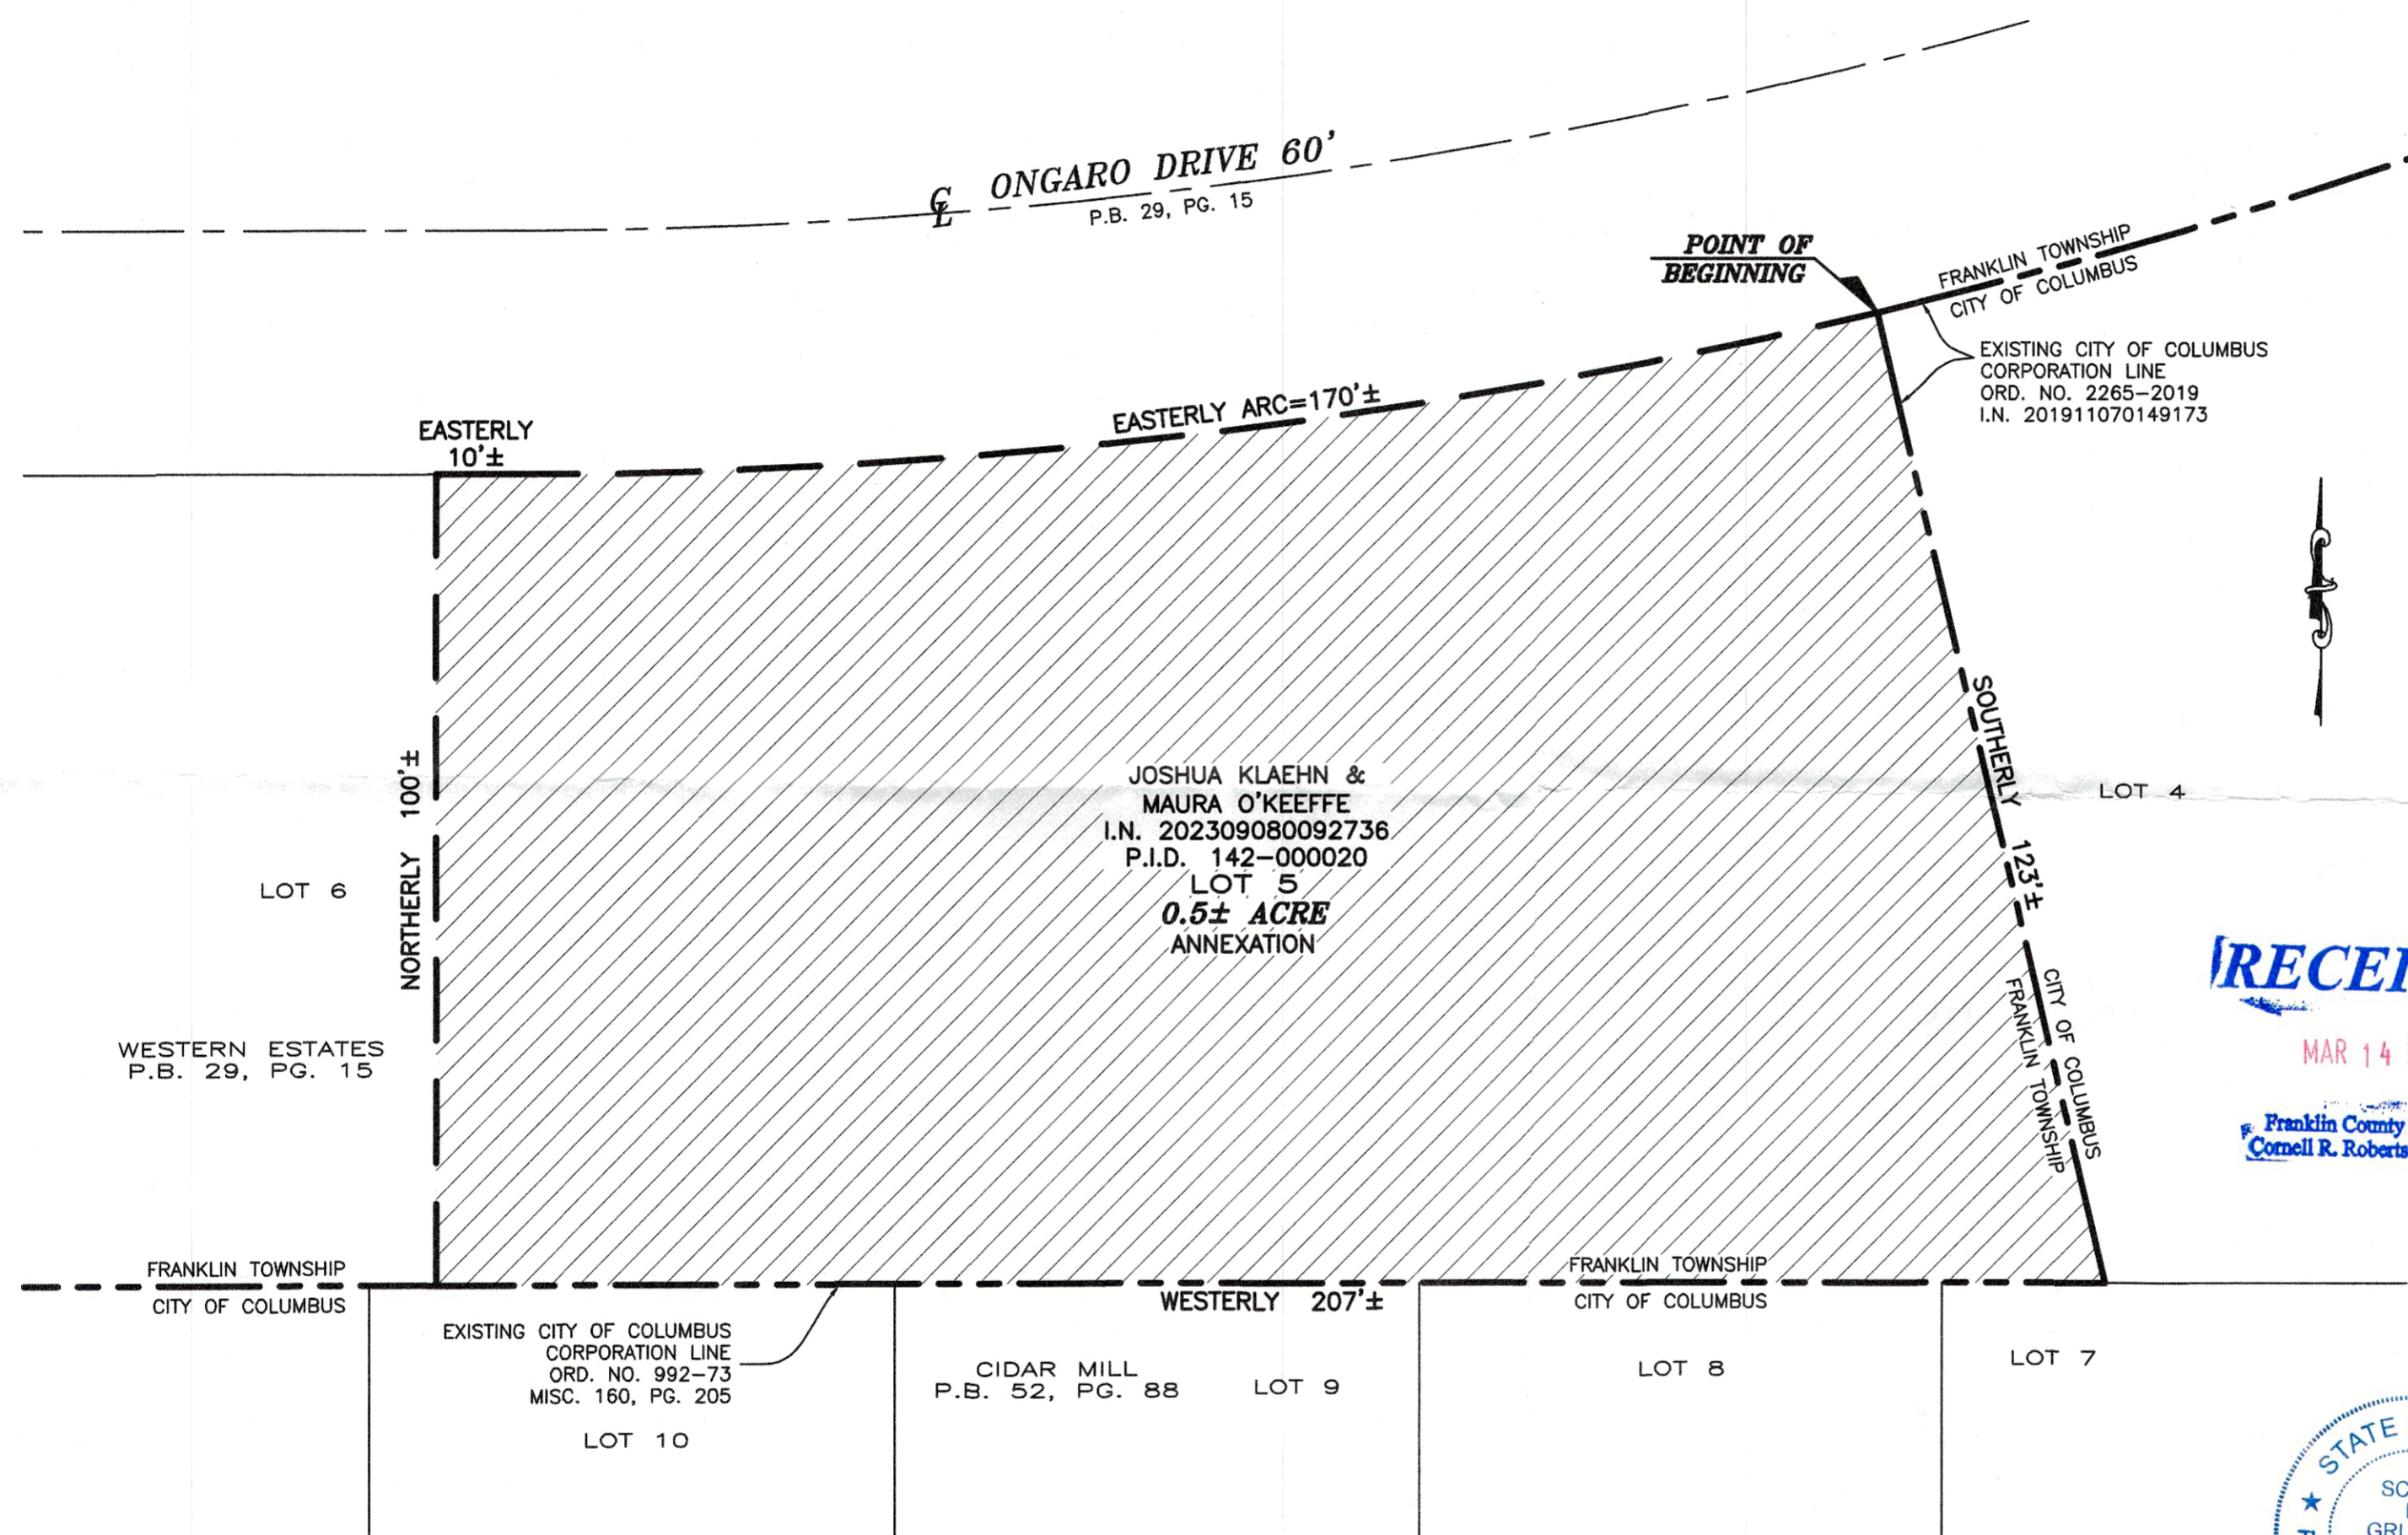 ℄ ONGARO DRIVE 60'
P.B. 29, PG. 15
POINT OF
BEGINNING
FRANKLIN TOWNSHIP
CITY OF COLUMBUS
EXISTING CITY OF COLUMBUS
CORPORATION LINE
ORD. NO. 2265-2019
I.N. 201911070149173
EASTERLY
10'±
EASTERLY ARC=170'±
NORTHERLY 100'±
SOUTHERLY 123'±
JOSHUA KLAEHN &
MAURA O'KEEFFE
I.N. 202309080092736
P.I.D. 142-000020
LOT 5
0.5± ACRE
ANNEXATION
LOT 4
LOT 6
WESTERN ESTATES
P.B. 29, PG. 15
CITY OF COLUMBUS
FRANKLIN TOWNSHIP
RECEI
MAR 14
Franklin County
Cornell R. Roberts
FRANKLIN TOWNSHIP
CITY OF COLUMBUS
FRANKLIN TOWNSHIP
CITY OF COLUMBUS
WESTERLY 207'±
EXISTING CITY OF COLUMBUS
CORPORATION LINE
ORD. NO. 992-73
MISC. 160, PG. 205
LOT 10
CIDAR MILL
P.B. 52, PG. 88
LOT 9
LOT 8
LOT 7
STATE
SC
GRU